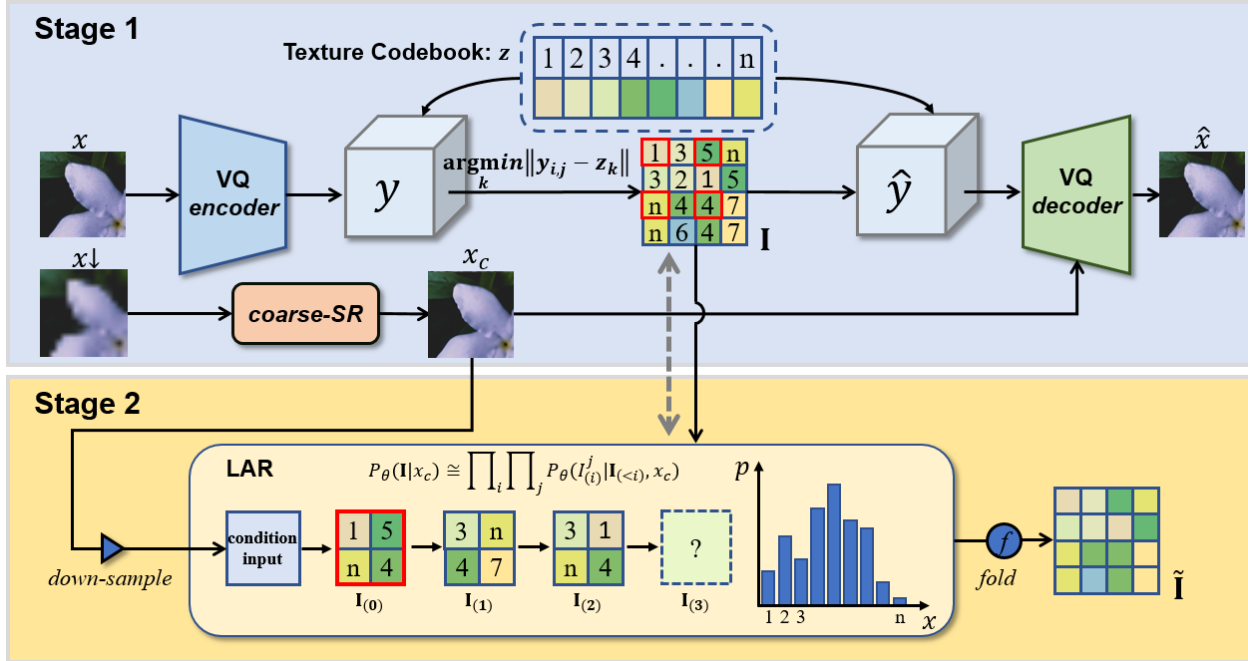 Stage 1
Texture Codebook: z
1 2 3 4 . . . n
x
VQ
encoder
y
argmin‖y_{i,j} − z_k‖
k
1 3 5 n
3 2 1 5
n 4 4 7
n 6 4 7
I
ŷ
VQ
decoder
x̂
x↓
coarse-SR
x_c
Stage 2
LAR
P_θ(I|x_c) ≅ ∏_i ∏_j P_θ(I^j_{(i)}|I_{(<i)}, x_c)
down-sample
condition
input
1 5
n 4
I_{(0)}
3 n
4 7
I_{(1)}
3 1
n 4
I_{(2)}
?
I_{(3)}
p
1 2 3 n
x
f
fold
Ĩ